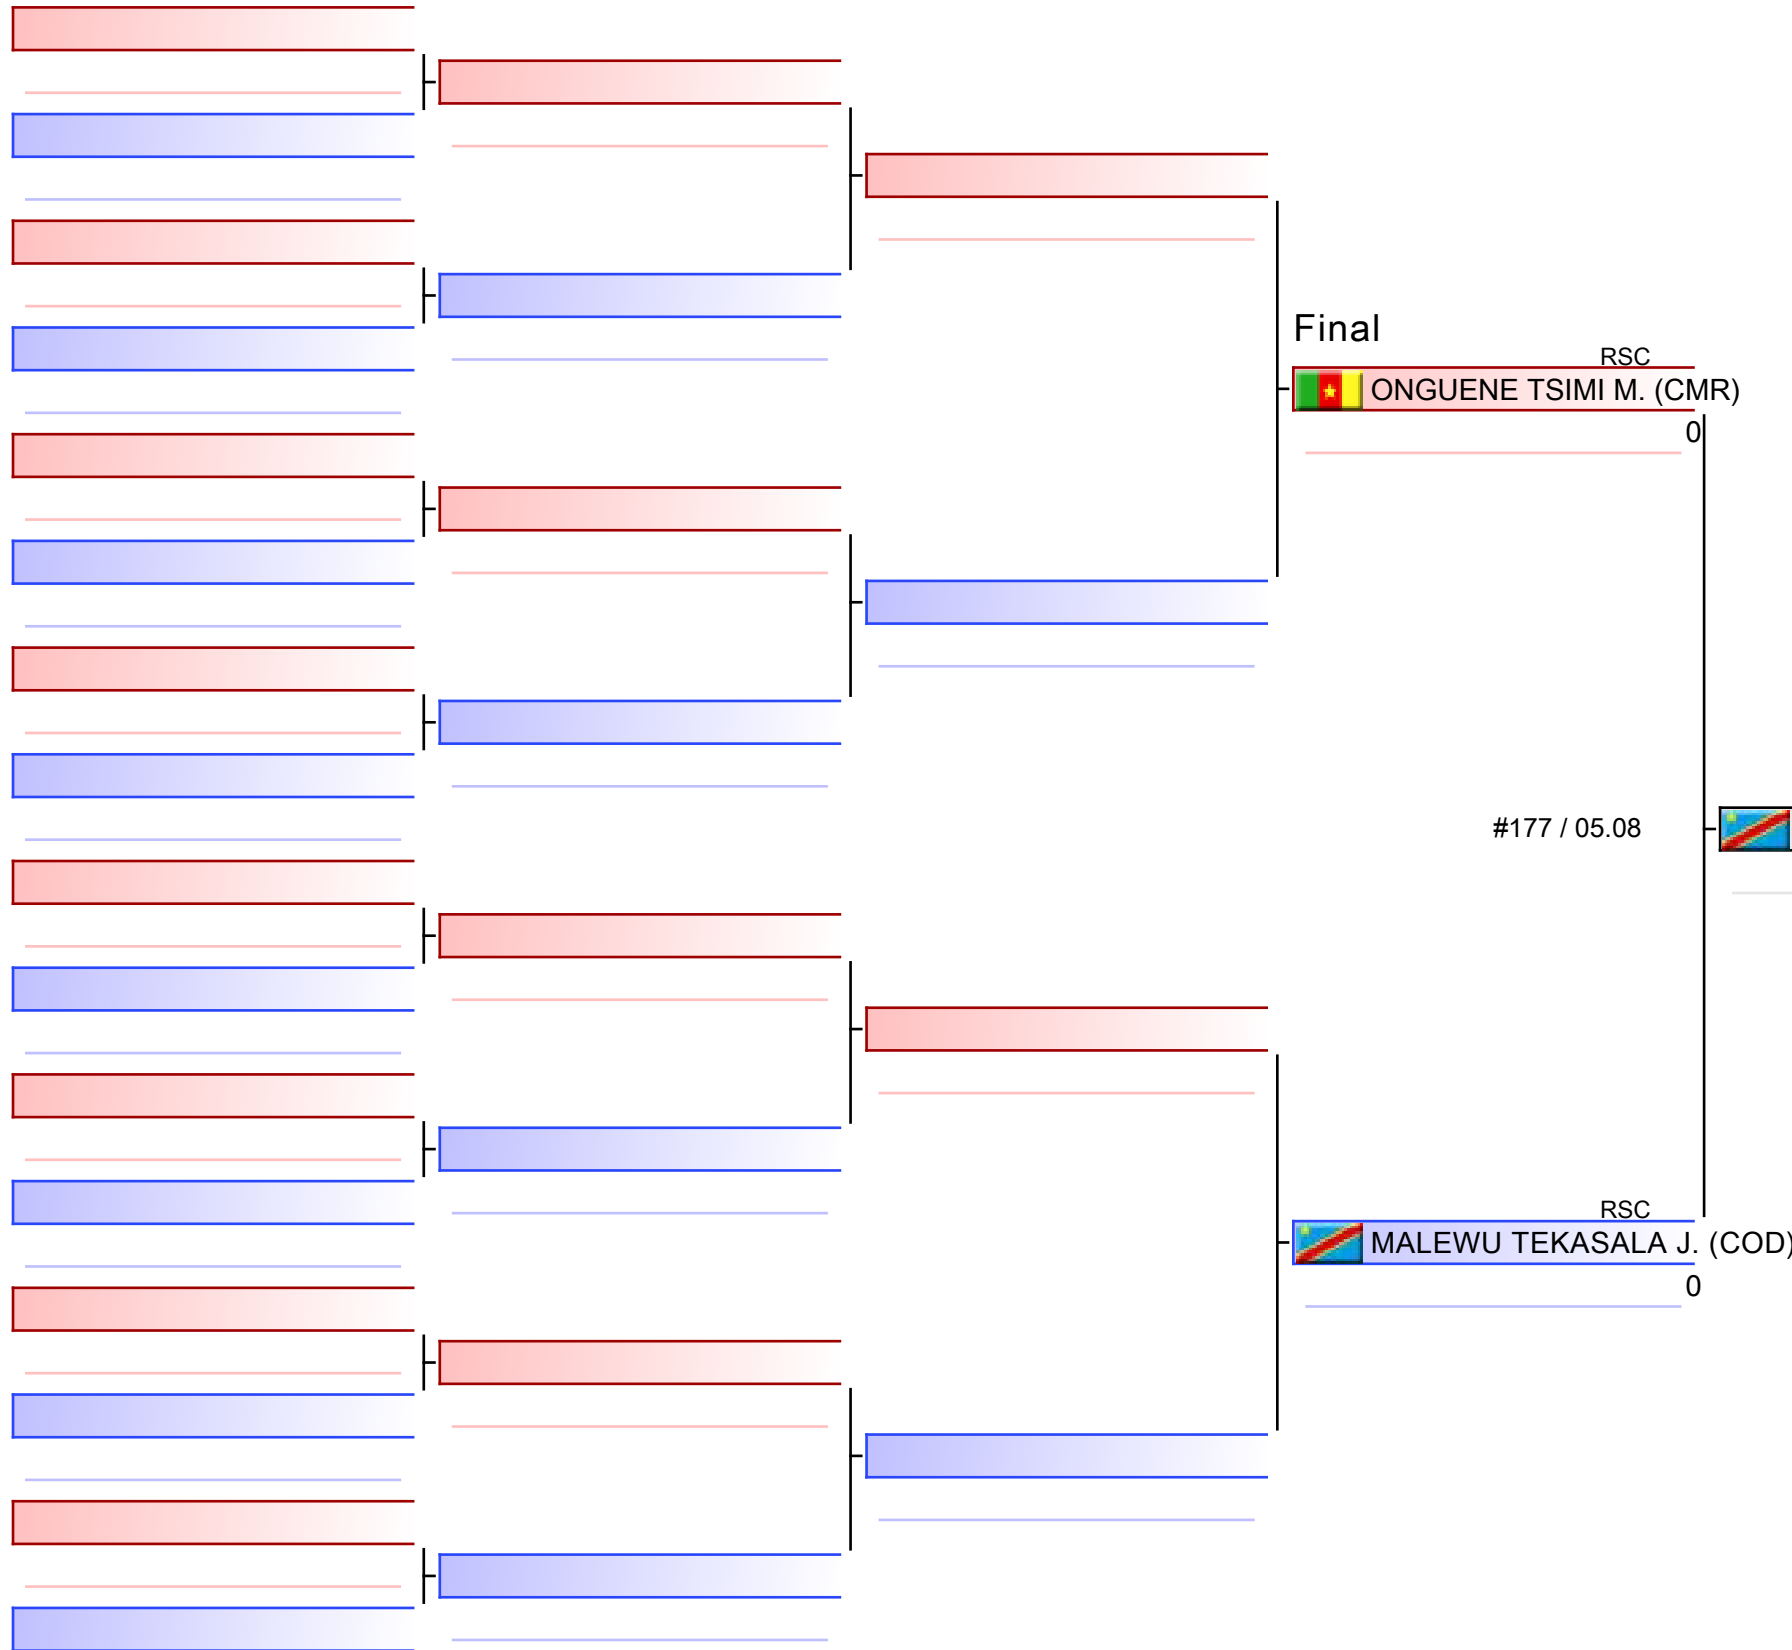 Final
RSC
ONGUENE TSIMI M. (CMR)
0
#177 / 05.08
RSC
MALEWU TEKASALA J. (COD)
0